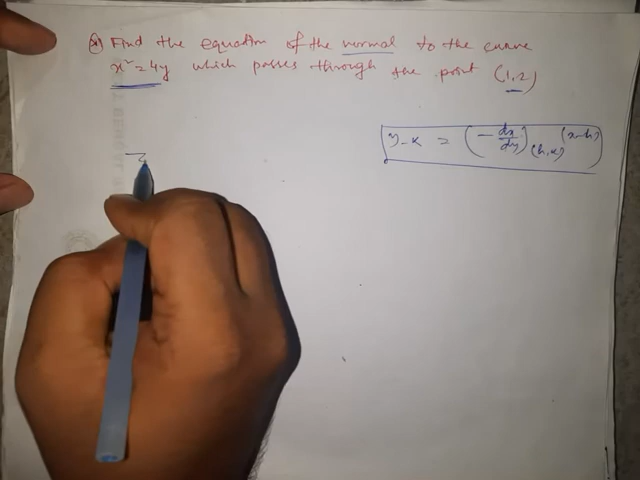 (*) Find the equation of the normal to the curve
x² = 4y which passes through the point (1,2)
y-k = (-dx/dy)(h,k) (x-h)